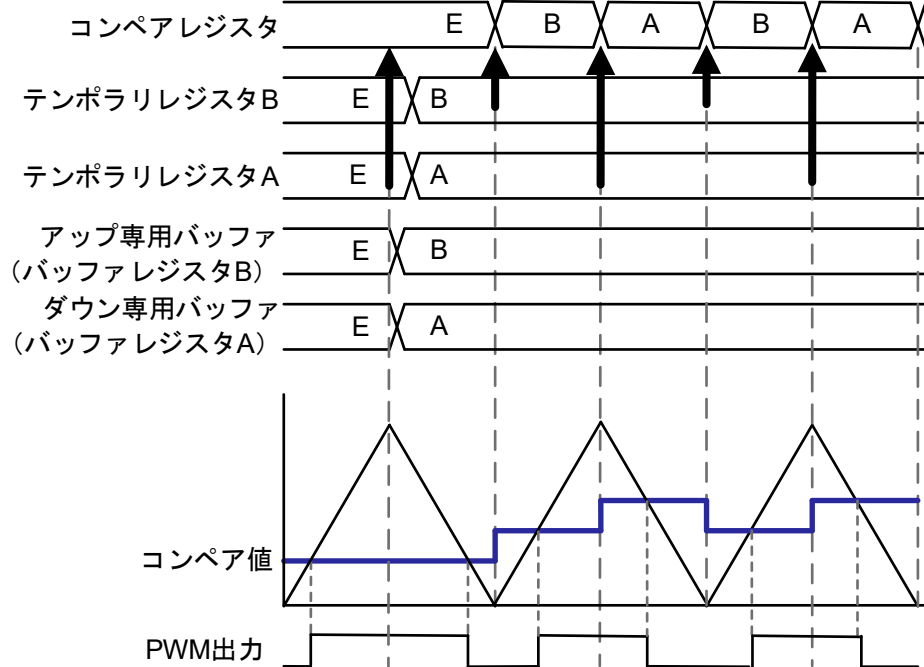 コンペアレジスタ E B A B A
テンポラリレジスタB E B
テンポラリレジスタA E A
アップ専用バッファ
(バッファレジスタB) E B
ダウン専用バッファ
(バッファレジスタA) E A
コンペア値
PWM出力